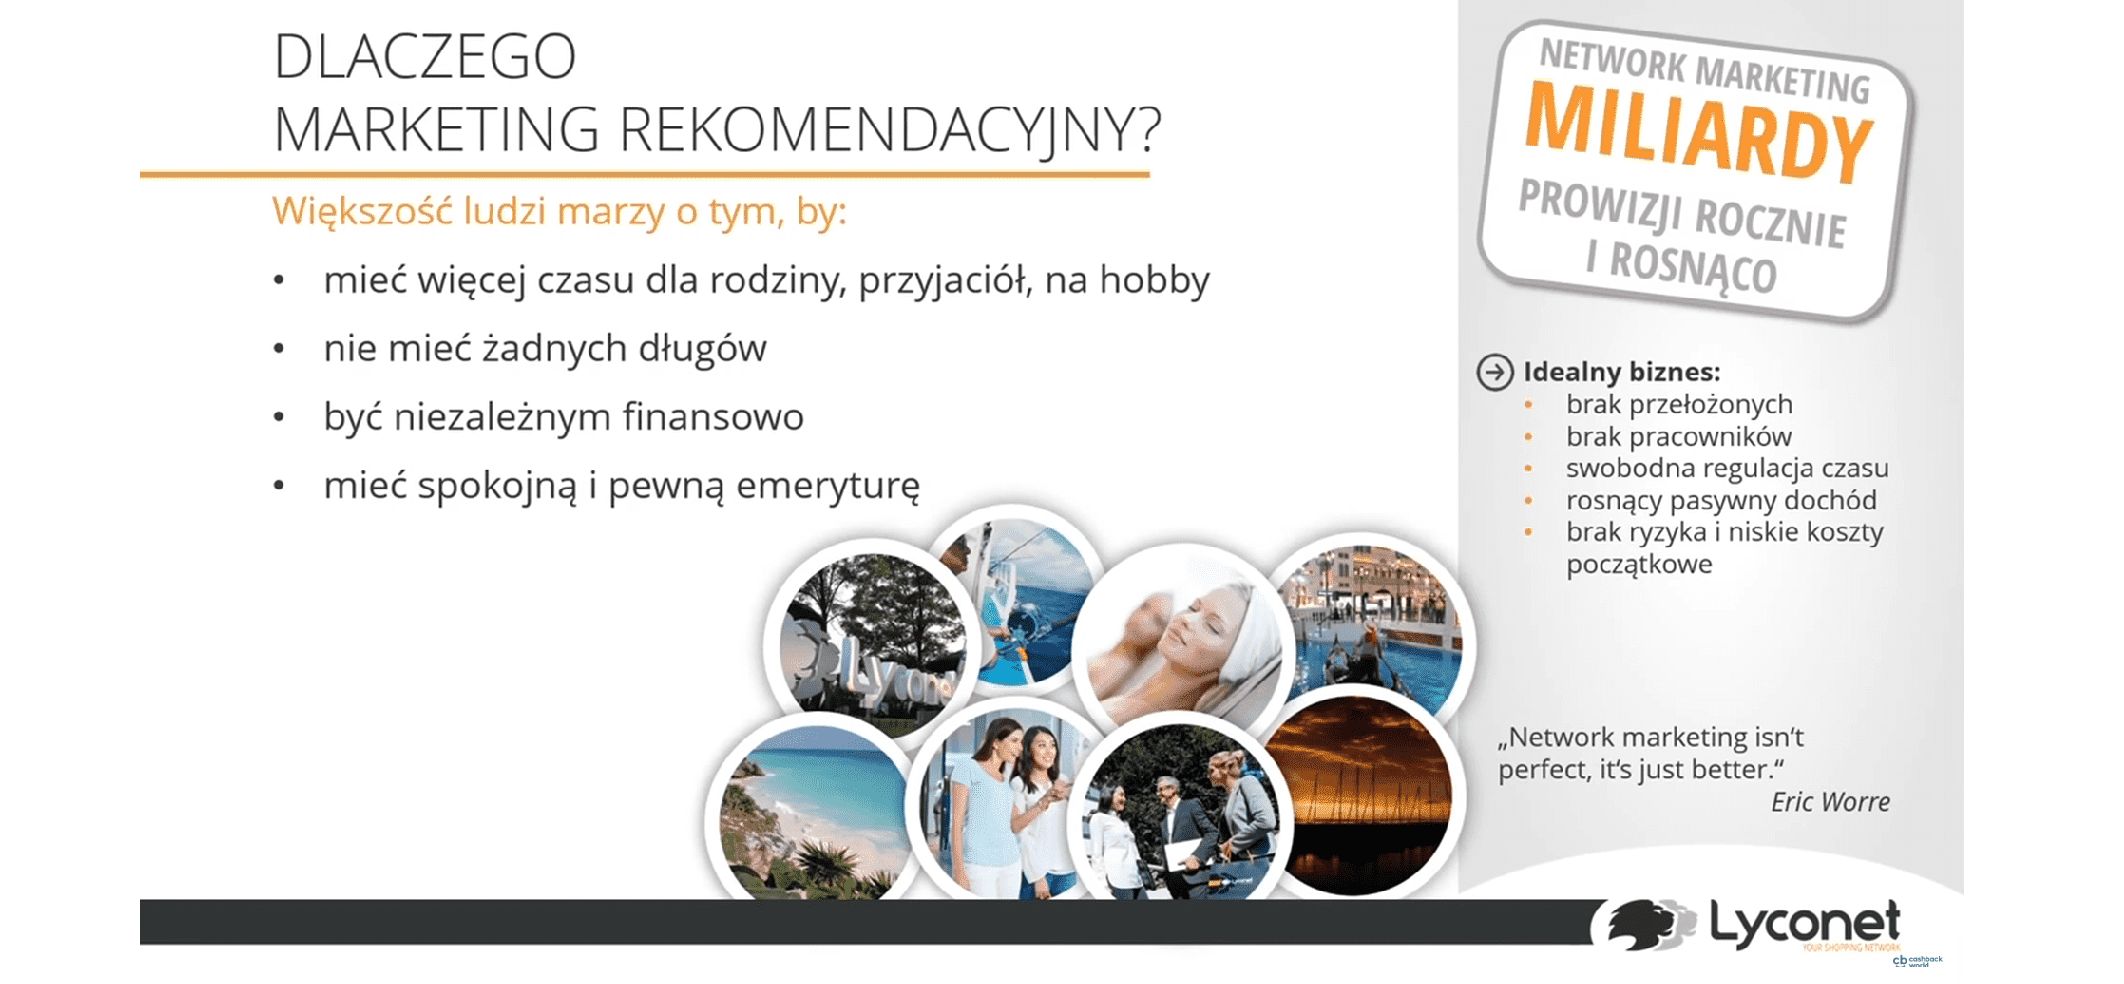 DLACZEGO
MARKETING REKOMENDACYJNY?
Większość ludzi marzy o tym, by:
• mieć więcej czasu dla rodziny, przyjaciół, na hobby
• nie mieć żadnych długów
• być niezależnym finansowo
• mieć spokojną i pewną emeryturę
NETWORK MARKETING
MILIARDY
PROWIZJI ROCZNIE
I ROSNĄCO
Idealny biznes:
• brak przełożonych
• brak pracowników
• swobodna regulacja czasu
• rosnący pasywny dochód
• brak ryzyka i niskie koszty
początkowe
„Network marketing isn't
perfect, it's just better.“
Eric Worre
Lyconet
Lyconet
Lyconet
YOUR SHOPPING NETWORK
cb cashback
world